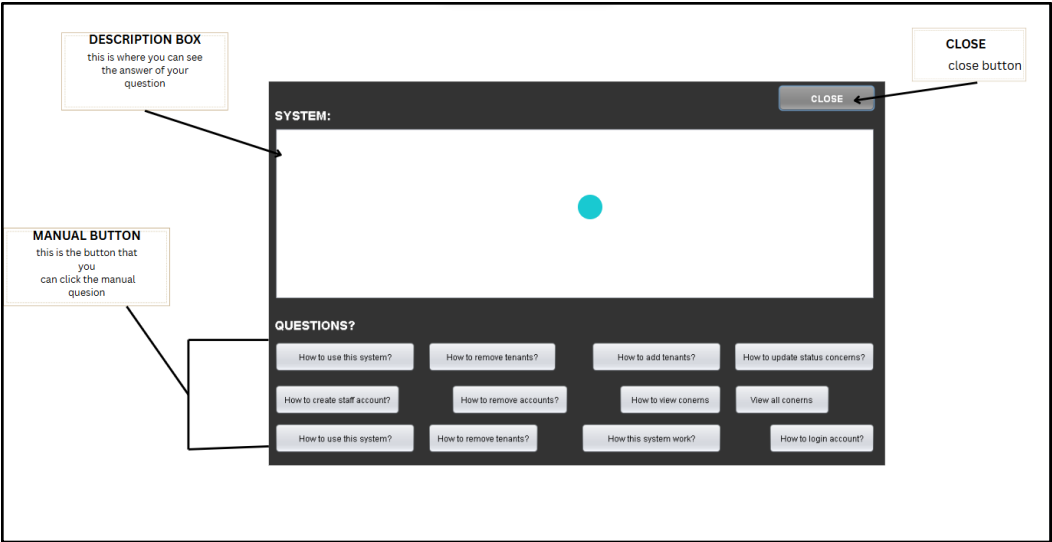 DESCRIPTION BOX
this is where you can see
the answer of your
question
CLOSE
close button
CLOSE
SYSTEM:
MANUAL BUTTON
this is the button that
you
can click the manual
quesion
QUESTIONS?
How to use this system?
How to remove tenants?
How to add tenants?
How to update status concerns?
How to create staff account?
How to remove accounts?
How to view conerns
View all conerns
How to use this system?
How to remove tenants?
How this system work?
How to login account?